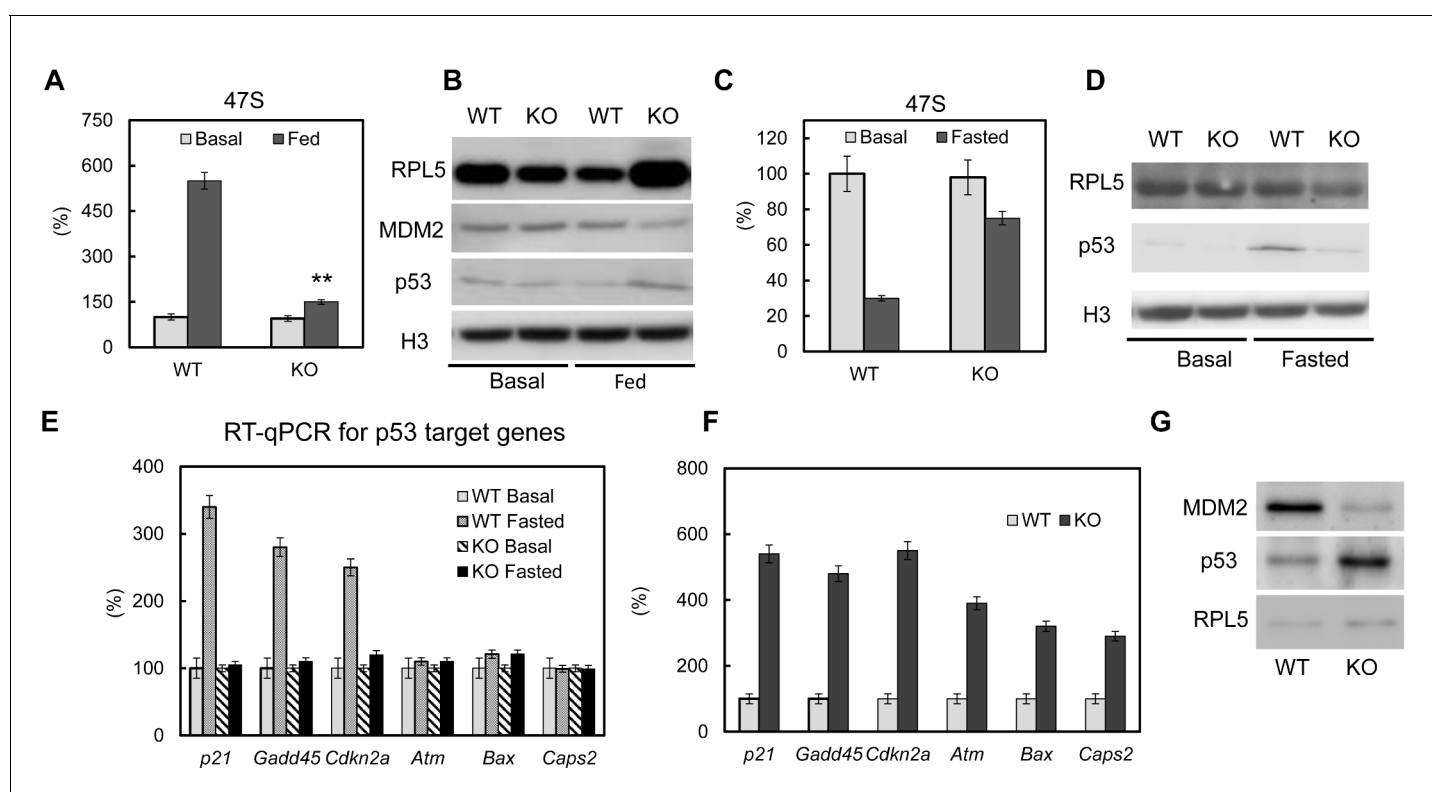 A
47S
750
600
450
300
150
0
(%)
Basal
Fed
**
WT
KO
B
WT KO WT KO
RPL5
MDM2
p53
H3
Basal
Fed
C
47S
120
100
80
60
40
20
0
(%)
Basal
Fasted
WT
KO
D
WT KO WT KO
RPL5
p53
H3
Basal
Fasted
E
RT-qPCR for p53 target genes
400
300
200
100
0
(%)
WT Basal
WT Fasted
KO Basal
KO Fasted
p21 Gadd45 Cdkn2a Atm Bax Caps2
F
800
600
400
200
0
(%)
WT KO
p21 Gadd45 Cdkn2a Atm Bax Caps2
G
MDM2
p53
RPL5
WT KO